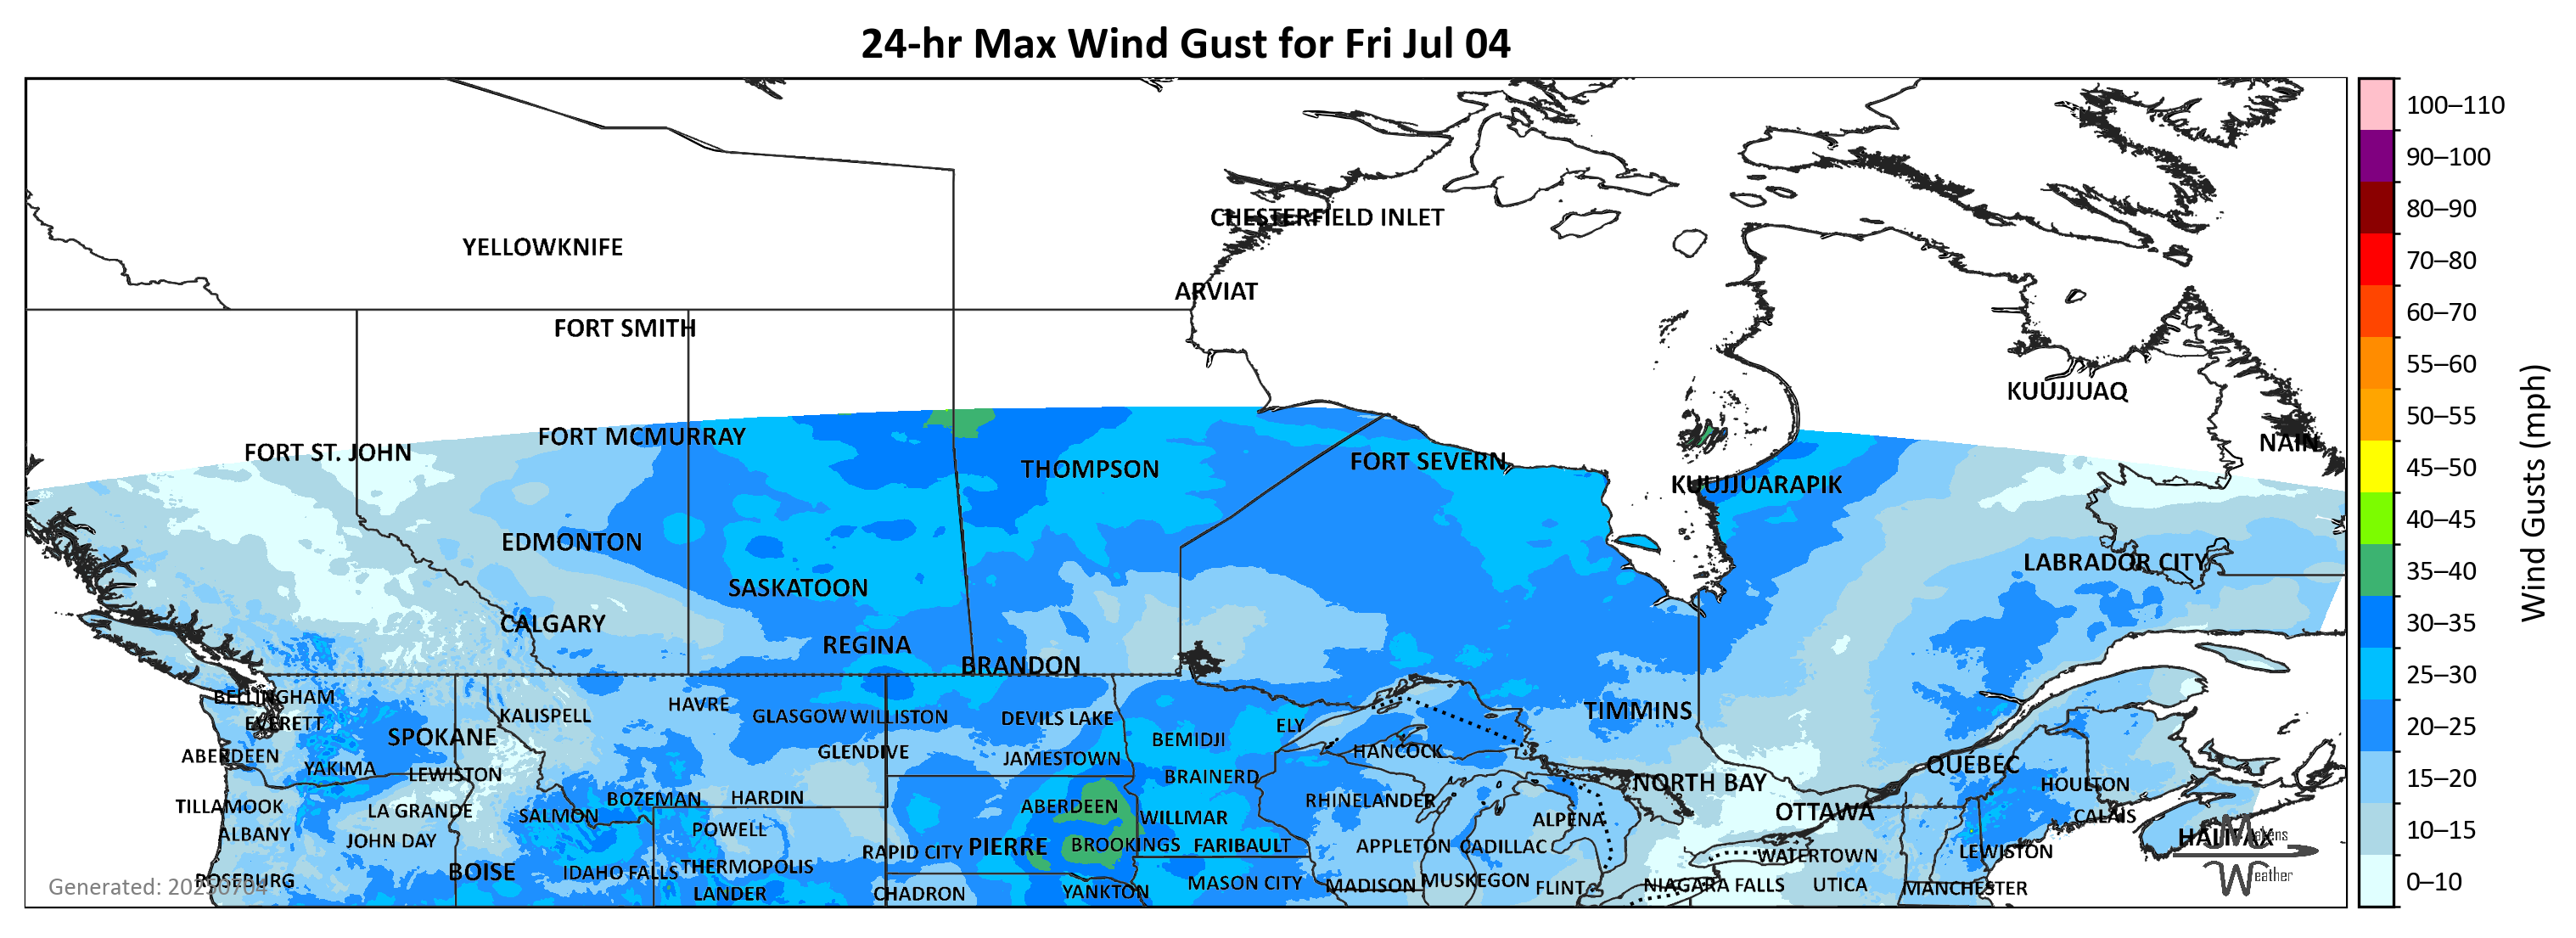 24-hr Max Wind Gust for Fri Jul 04
CHESTERFIELD INLET
YELLOWKNIFE
ARVIAT
FORT SMITH
KUUJJUAQ
FORT MCMURRAY
NAIN
FORT ST. JOHN
THOMPSON
FORT SEVERN
KUUJJUARAPIK
EDMONTON
LABRADOR CITY
SASKATOON
CALGARY
REGINA
BRANDON
BELLINGHAM
HAVRE
KALISPELL
GLASGOW
WILLISTON
DEVILS LAKE
EVERETT
ELY
TIMMINS
SPOKANE
BEMIDJI
ABERDEEN
GLENDIVE
JAMESTOWN
HANCOCK
YAKIMA
LEWISTON
BRAINERD
NORTH BAY
QUÉBEC
HOULTON
TILLAMOOK
LA GRANDE
BOZEMAN
HARDIN
ABERDEEN
RHINELANDER
SALMON
WILLMAR
ALPENA
OTTAWA
CALAIS
ALBANY
JOHN DAY
POWELL
HALIFAX
Makens
Weather
RAPID CITY
PIERRE
BROOKINGS
FARIBAULT
APPLETON
CADILLAC
WATERTOWN
LEWISTON
BOISE
IDAHO FALLS
THERMOPOLIS
ROSEBURG
LANDER
CHADRON
YANKTON
MASON CITY
MADISON
MUSKEGON
FLINT
NIAGARA FALLS
UTICA
MANCHESTER
Generated: 20250704
100–110
90–100
80–90
70–80
60–70
55–60
50–55
45–50
40–45
35–40
30–35
25–30
20–25
15–20
10–15
0–10
Wind Gusts (mph)